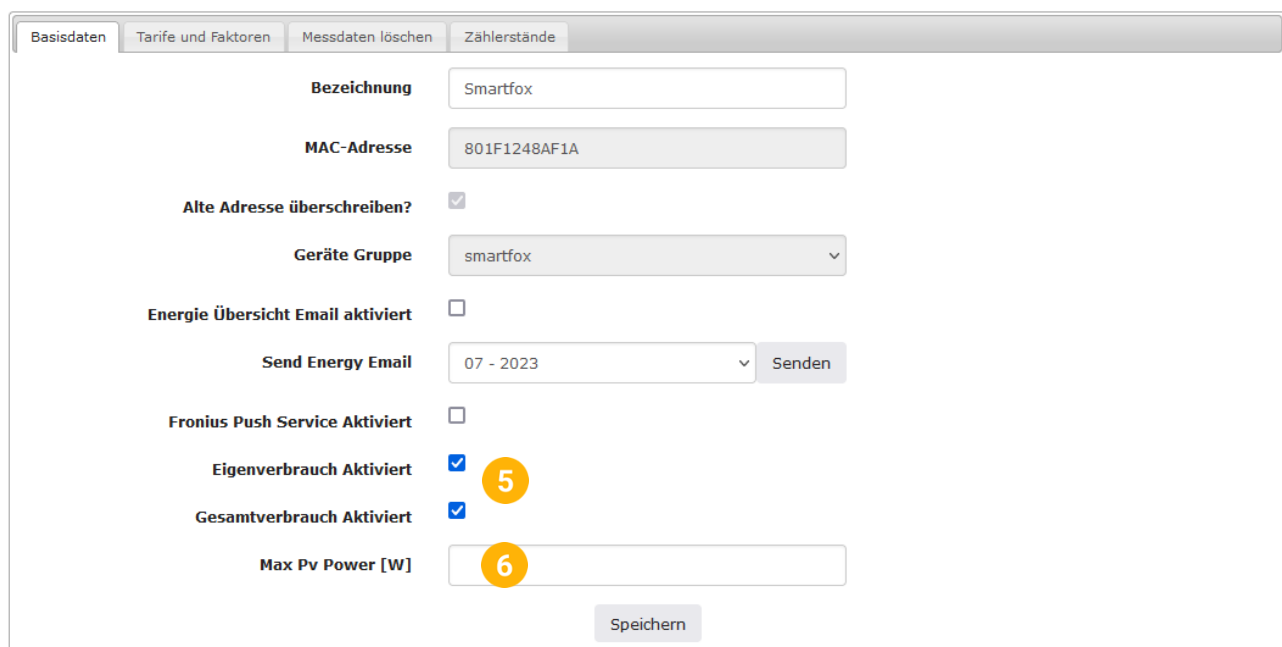 Basisdaten Tarife und Faktoren Messdaten löschen Zählerstände
Bezeichnung Smartfox
MAC-Adresse 801F1248AF1A
Alte Adresse überschreiben?
Geräte Gruppe smartfox
Energie Übersicht Email aktiviert
Send Energy Email 07 - 2023 Senden
Fronius Push Service Aktiviert
Eigenverbrauch Aktiviert
5
Gesamtverbrauch Aktiviert
Max Pv Power [W] 6
Speichern